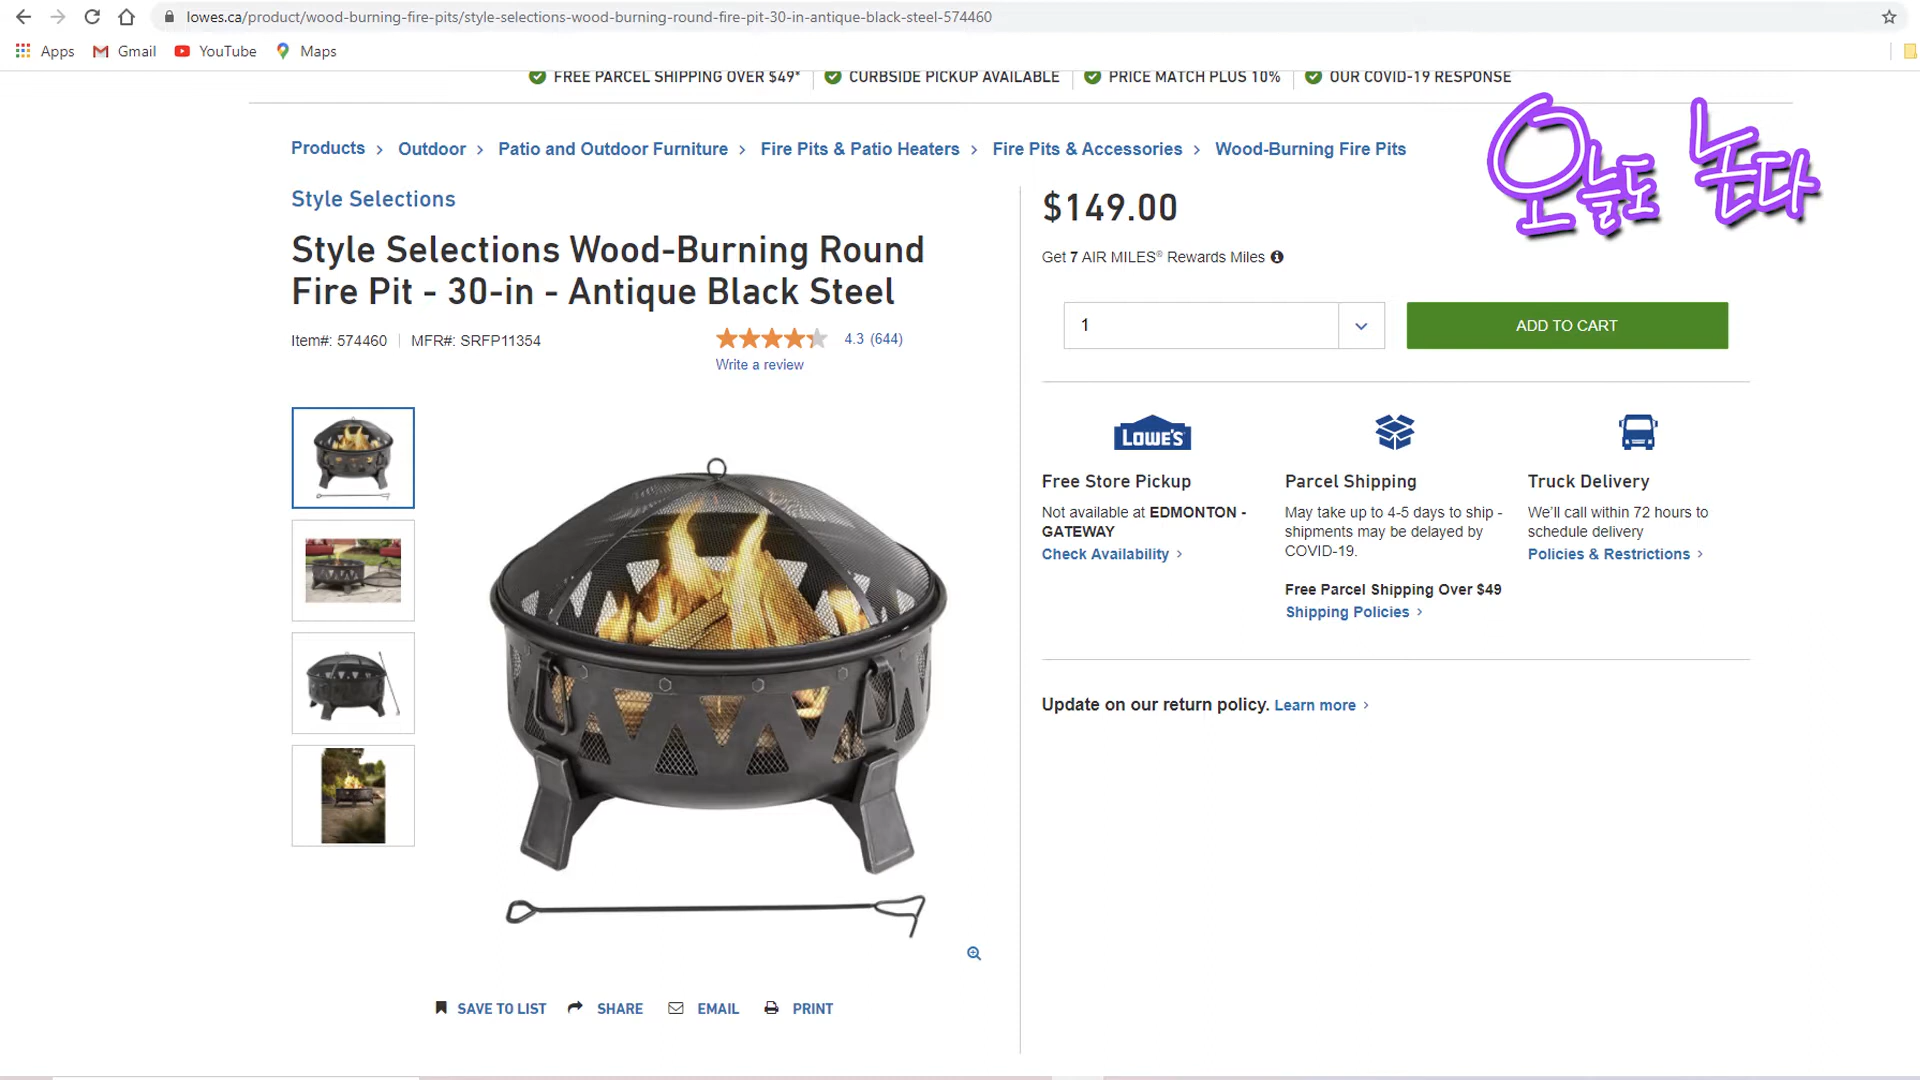 lowes.ca/product/wood-burning-fire-pits/style-selections-wood-burning-round-fire-pit-30-in-antique-black-steel-574460
Apps Gmail YouTube Maps
FREE PARCEL SHIPPING OVER $49* CURBSIDE PICKUP AVAILABLE PRICE MATCH PLUS 10% OUR COVID-19 RESPONSE
오늘도 논다
Products > Outdoor > Patio and Outdoor Furniture > Fire Pits & Patio Heaters > Fire Pits & Accessories > Wood-Burning Fire Pits
Style Selections
Style Selections Wood-Burning Round
Fire Pit - 30-in - Antique Black Steel
Item#: 574460 MFR#: SRFP11354
4.3 (644)
Write a review
SAVE TO LIST SHARE EMAIL PRINT
$149.00
Get 7 AIR MILES® Rewards Miles
1
ADD TO CART
LOWE'S
Free Store Pickup
Not available at EDMONTON -
GATEWAY
Check Availability >
Parcel Shipping
May take up to 4-5 days to ship -
shipments may be delayed by
COVID-19.
Free Parcel Shipping Over $49
Shipping Policies >
Truck Delivery
We'll call within 72 hours to
schedule delivery
Policies & Restrictions >
Update on our return policy. Learn more >